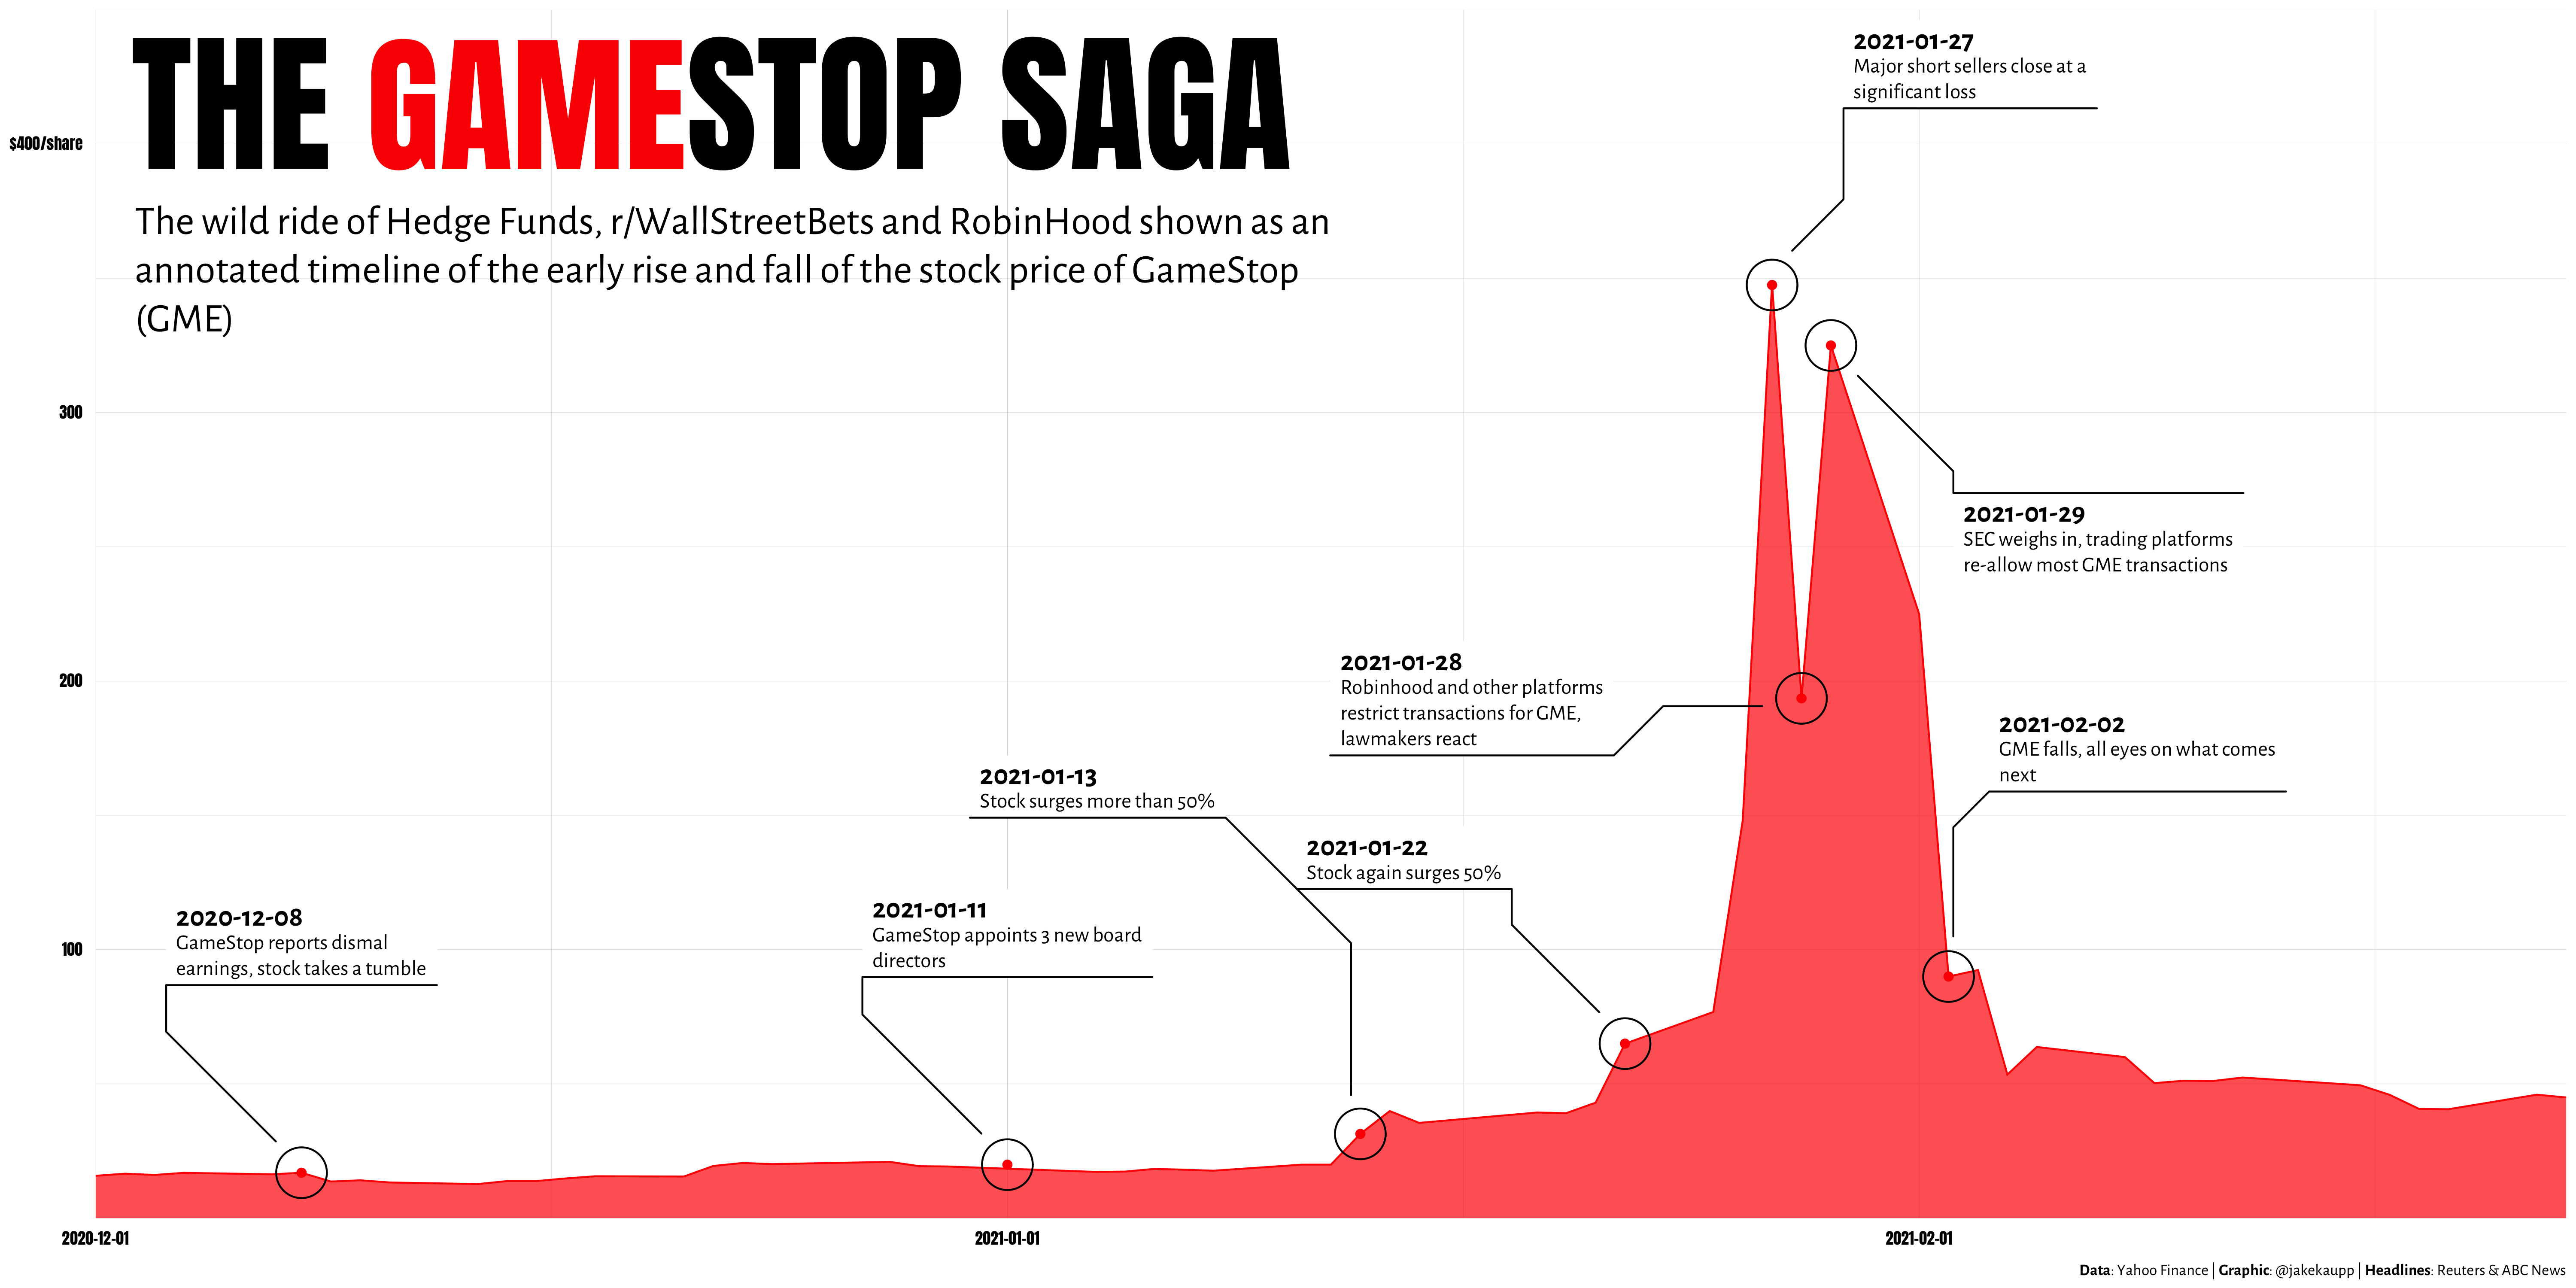 THE GAMESTOP SAGA
The wild ride of Hedge Funds, r/WallStreetBets and RobinHood shown as an
annotated timeline of the early rise and fall of the stock price of GameStop
(GME)
$400/share
300
200
100
2020-12-08
GameStop reports dismal
earnings, stock takes a tumble
2021-01-11
GameStop appoints 3 new board
directors
2021-01-13
Stock surges more than 50%
2021-01-22
Stock again surges 50%
2021-01-28
Robinhood and other platforms
restrict transactions for GME,
lawmakers react
2021-01-27
Major short sellers close at a
significant loss
2021-01-29
SEC weighs in, trading platforms
re-allow most GME transactions
2021-02-02
GME falls, all eyes on what comes
next
2020-12-01
2021-01-01
2021-02-01
Data: Yahoo Finance | Graphic: @jakekaupp | Headlines: Reuters & ABC News